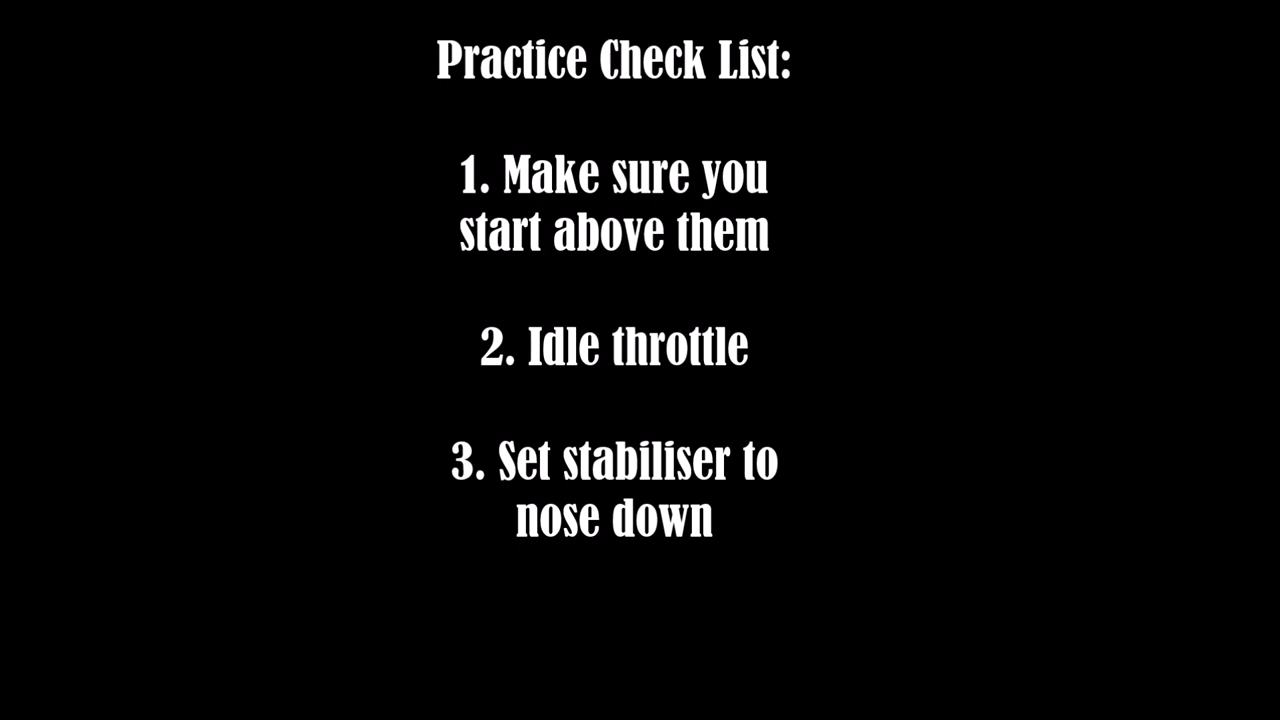 Practice Check List:
1. Make sure you
start above them
2. Idle throttle
3. Set stabiliser to
nose down